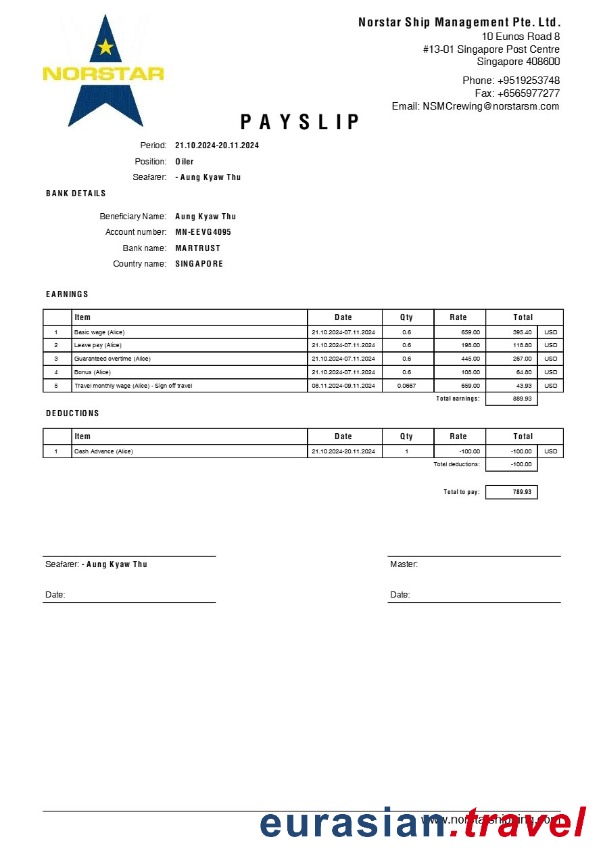 NORSTAR
Norstar Ship Management Pte. Ltd.
10 Eunos Road 8
#13-01 Singapore Post Centre
Singapore 408600
Phone: +9519253748
Fax: +6565977277
Email: NSMCrewing@norstarsm.com
PAYSLIP
Period: 21.10.2024-20.11.2024
Position: Oiler
Seafarer: - Aung Kyaw Thu
BANK DETAILS
Beneficiary Name: Aung Kyaw Thu
Account number: MN-EEVG4095
Bank name: MARTRUST
Country name: SINGAPORE
EARNINGS
Item Date Qty Rate Total
1 Basic wage (Alice) 21.10.2024-07.11.2024 0.6 659.00 395.40 USD
2 Leave pay (Alice) 21.10.2024-07.11.2024 0.6 198.00 118.80 USD
3 Guaranteed overtime (Alice) 21.10.2024-07.11.2024 0.6 445.00 267.00 USD
4 Bonus (Alice) 21.10.2024-07.11.2024 0.6 108.00 64.80 USD
5 Travel monthly wage (Alice) - Sign off travel 08.11.2024-09.11.2024 0.0667 659.00 43.93 USD
Total earnings: 889.93
DEDUCTIONS
Item Date Qty Rate Total
1 Cash Advance (Alice) 21.10.2024-20.11.2024 1 -100.00 -100.00 USD
Total deductions: -100.00
Total to pay: 789.93
Seafarer: - Aung Kyaw Thu Master:
Date: Date:
www.norstarshipping.com
eurasian.travel